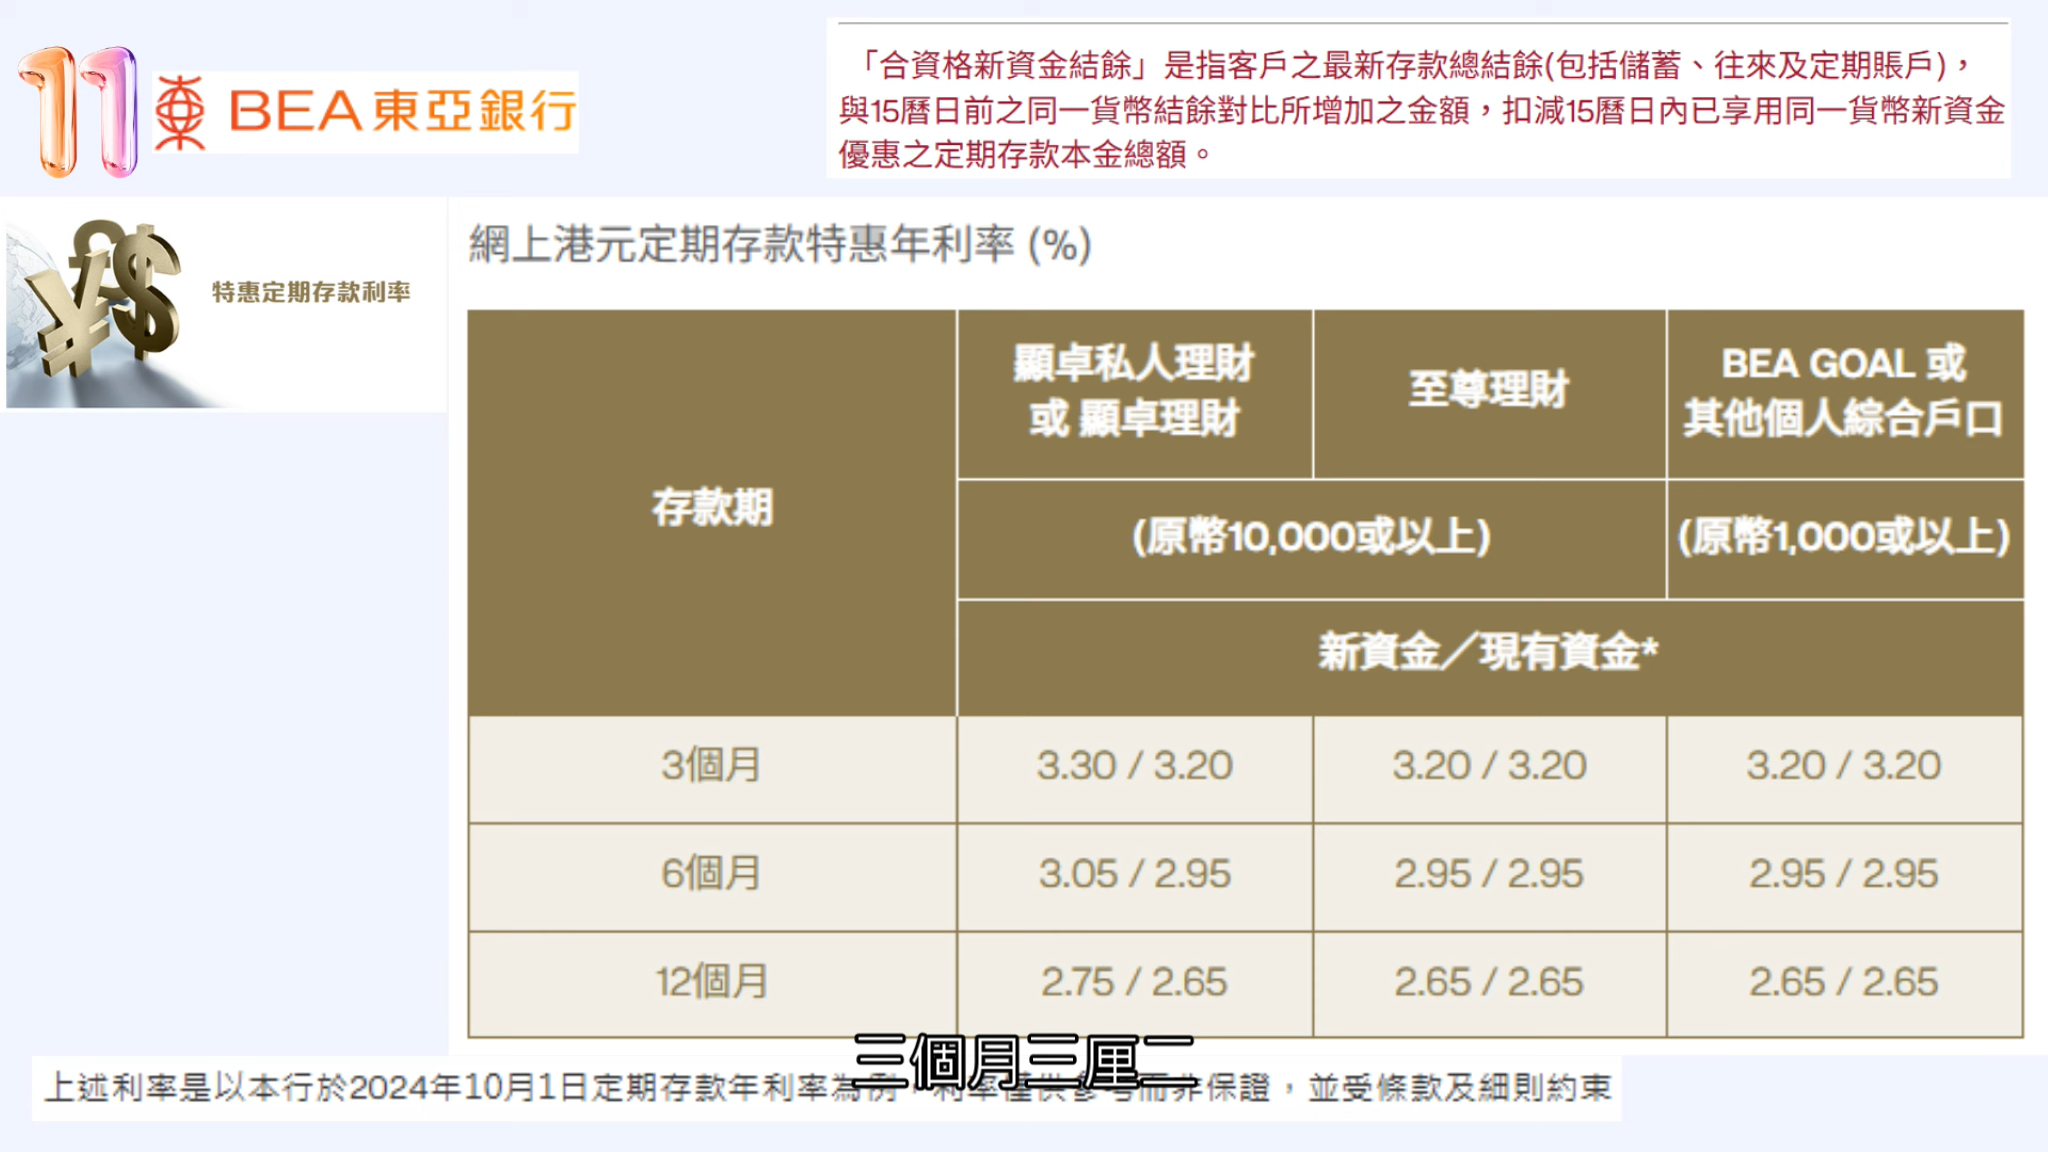 11
BEA東亞銀行
「合資格新資金結餘」是指客戶之最新存款總結餘(包括儲蓄、往來及定期賬戶)，
與15曆日前之同一貨幣結餘對比所增加之金額，扣減15曆日內已享用同一貨幣新資金
優惠之定期存款本金總額。
特惠定期存款利率
網上港元定期存款特惠年利率 (%)
存款期
顯卓私人理財
或 顯卓理財
至尊理財
BEA GOAL 或
其他個人綜合戶口
(原幣10,000或以上)
(原幣1,000或以上)
新資金／現有資金*
3個月 3.30 / 3.20 3.20 / 3.20 3.20 / 3.20
6個月 3.05 / 2.95 2.95 / 2.95 2.95 / 2.95
12個月 2.75 / 2.65 2.65 / 2.65 2.65 / 2.65
三個月三厘二
上述利率是以本行於2024年10月1日定期存款年利率為例，利率僅供參考而非保證，並受條款及細則約束